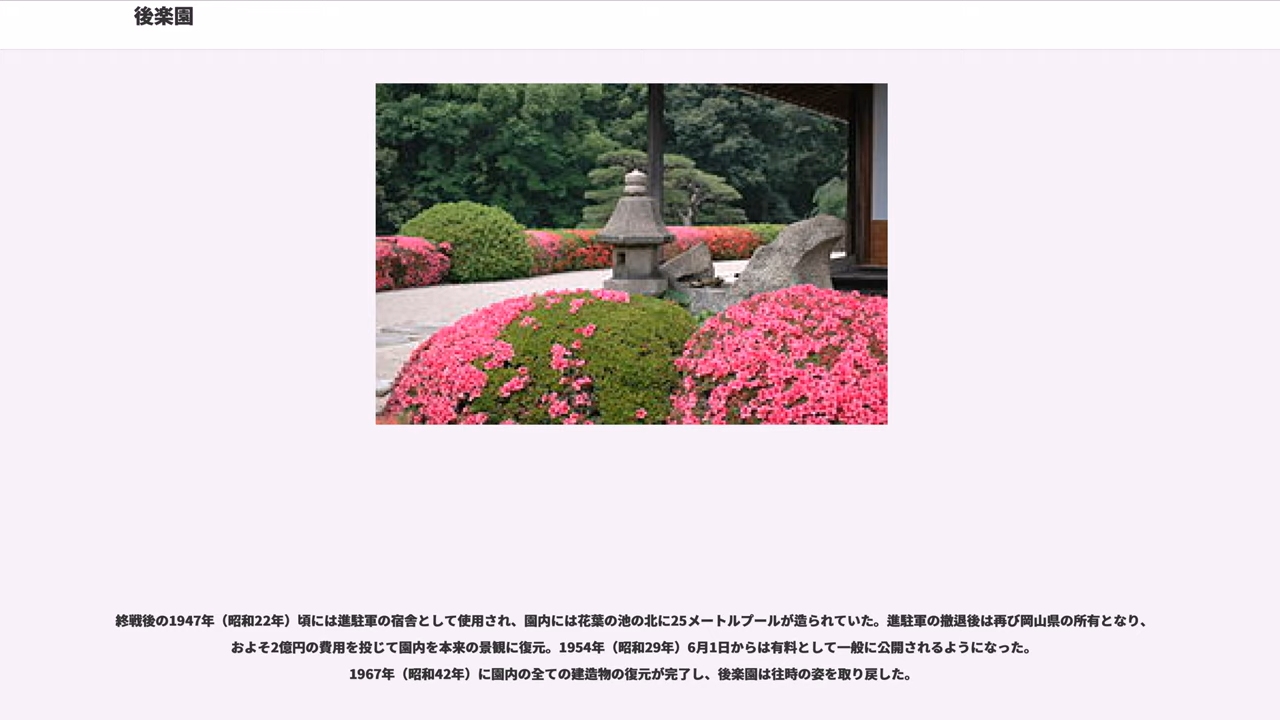 後楽園
終戦後の1947年（昭和22年）頃には進駐軍の宿舎として使用され、園内には花葉の池の北に25メートルプールが造られていた。進駐軍の撤退後は再び岡山県の所有となり、
およそ2億円の費用を投じて園内を本来の景観に復元。1954年（昭和29年）6月1日からは有料として一般に公開されるようになった。
1967年（昭和42年）に園内の全ての建造物の復元が完了し、後楽園は往時の姿を取り戻した。